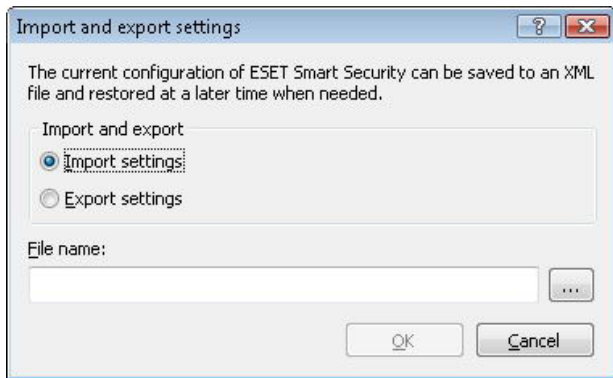 Import and export settings
The current configuration of ESET Smart Security can be saved to an XML
file and restored at a later time when needed.
Import and export
Import settings
Export settings
File name:
...
OK
Cancel